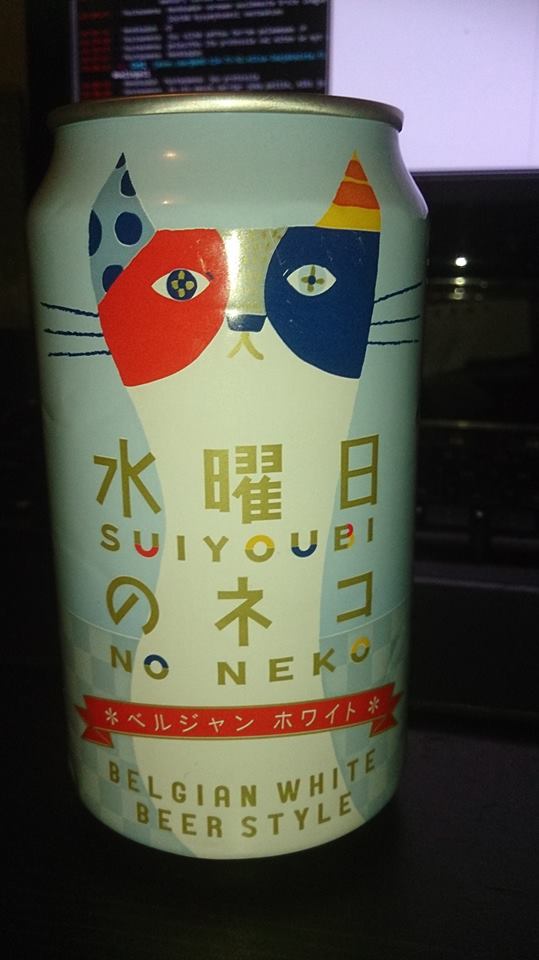 水曜日
SUIYOUBI
のネコ
NO NEKO
*ベルジャン ホワイト*
BELGIAN WHITE
BEER STYLE